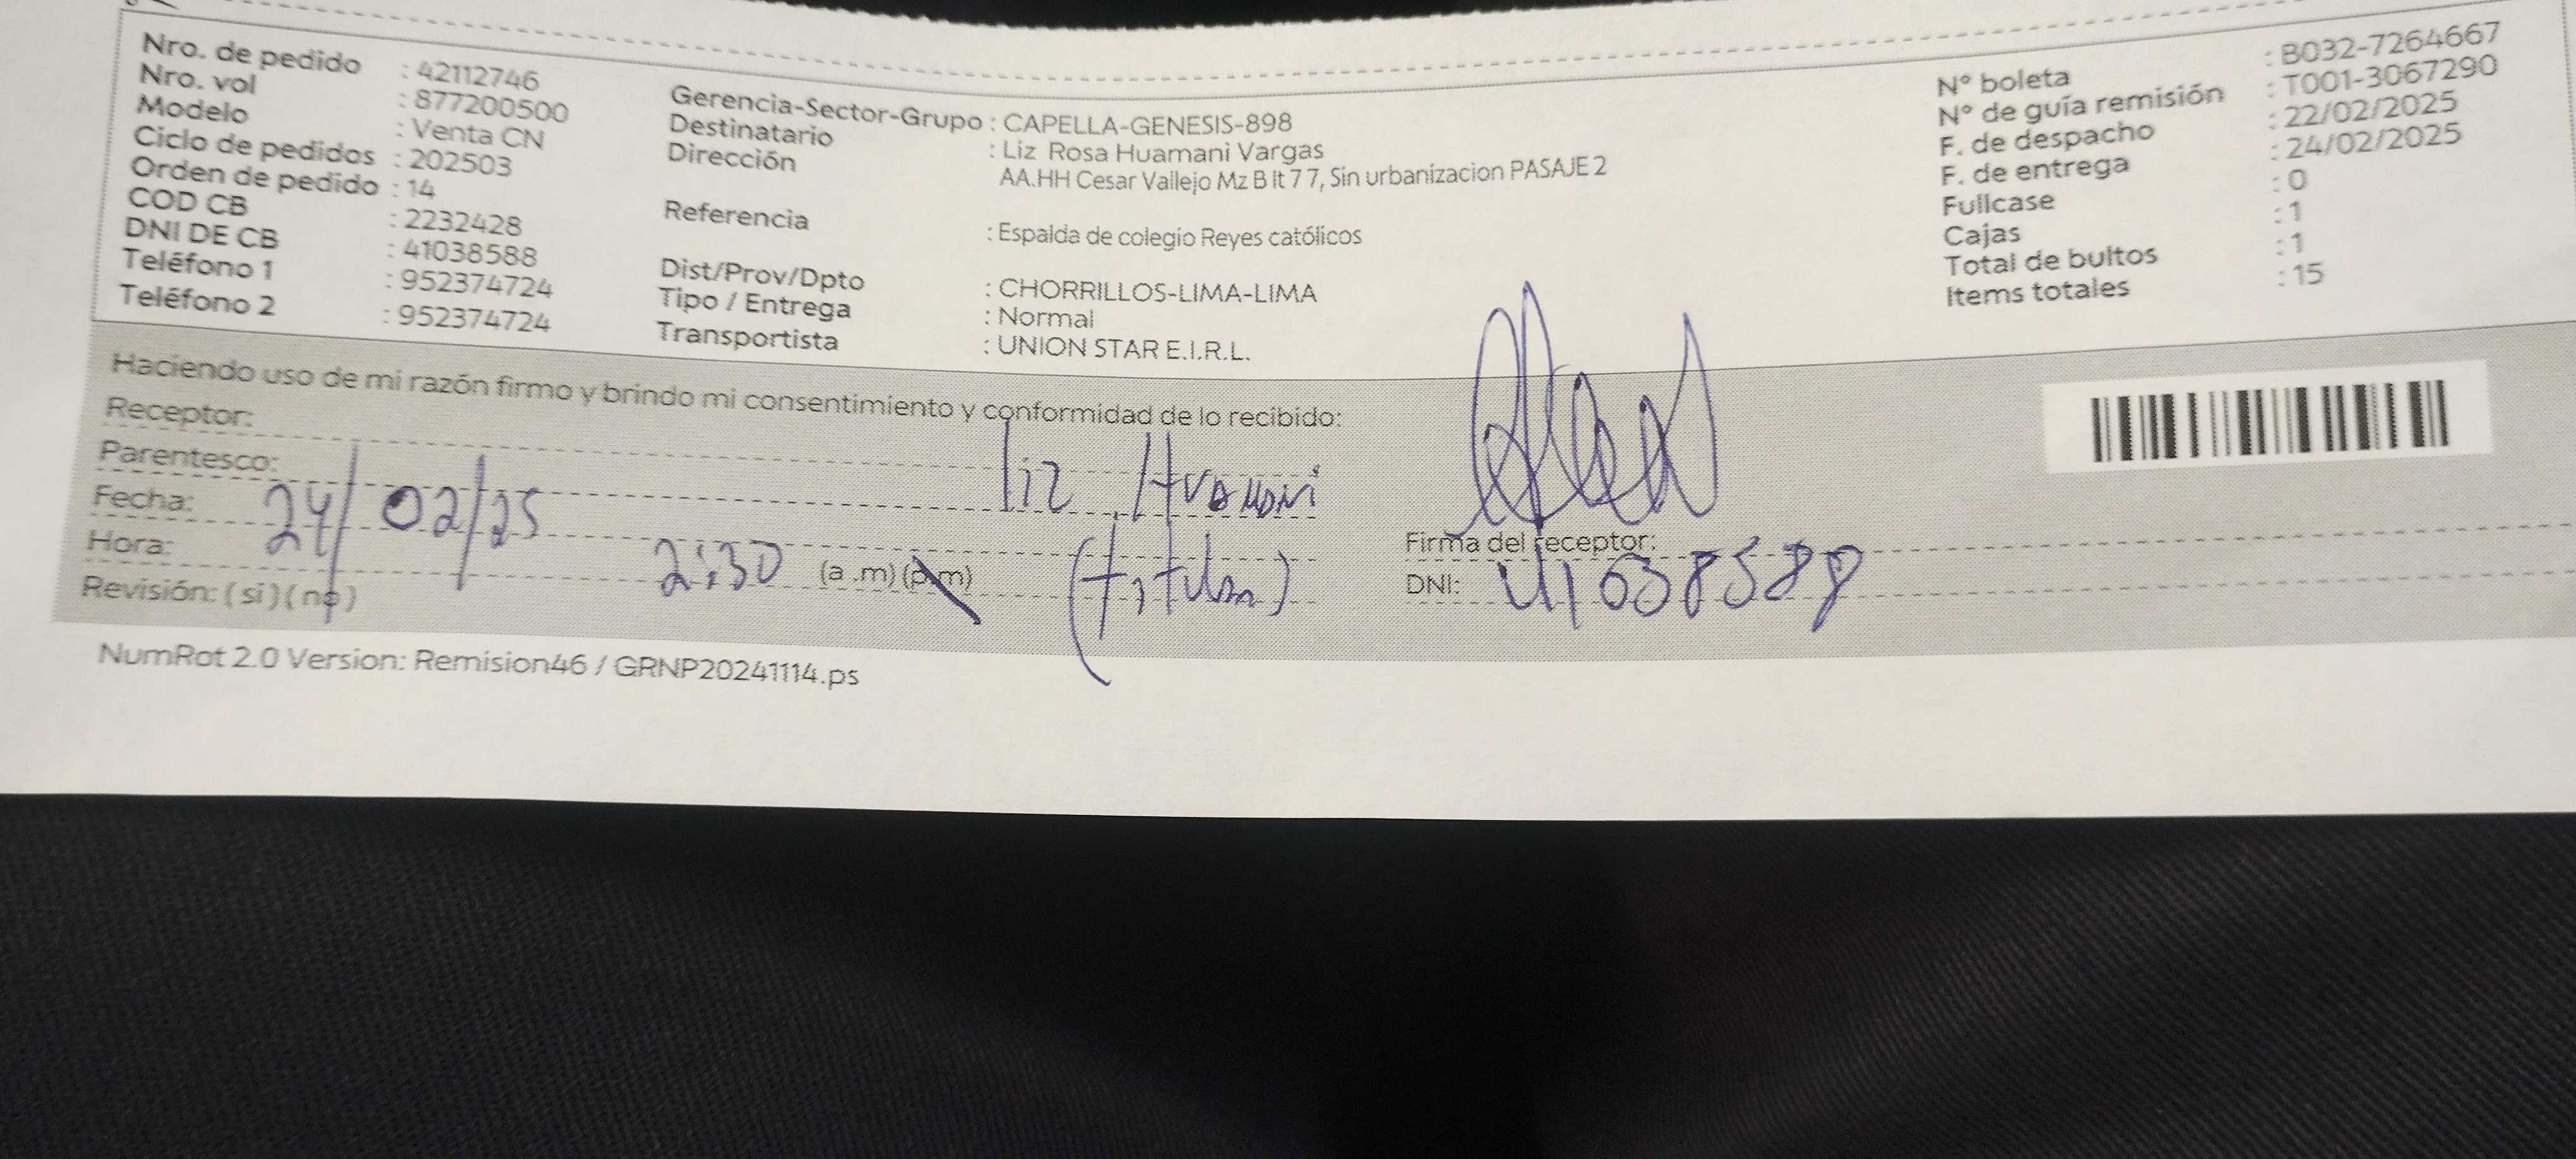 Nro. de pedido : 42112746
Nro. vol : 877200500
Modelo : Venta CN
Ciclo de pedidos : 202503
Orden de pedido : 14
COD CB : 2232428
DNI DE CB : 41038588
Teléfono 1 : 952374724
Teléfono 2 : 952374724
Gerencia-Sector-Grupo : CAPELLA-GENESIS-898
Destinatario : Liz Rosa Huamani Vargas
Dirección AA.HH Cesar Vallejo Mz B lt 7 7, Sin urbanizacion PASAJE 2
Referencia : Espalda de colegio Reyes católicos
Dist/Prov/Dpto : CHORRILLOS-LIMA-LIMA
Tipo / Entrega : Normal
Transportista : UNION STAR E.I.R.L.
N° boleta : B032-7264667
N° de guía remisión : T001-3067290
F. de despacho : 22/02/2025
F. de entrega : 24/02/2025
Fullcase : 0
Cajas : 1
Total de bultos : 1
Items totales : 15
Haciendo uso de mi razón firmo y brindo mi consentimiento y conformidad de lo recibido:
Receptor: Liz Huamani
Parentesco: (titular)
Fecha: 24/02/25
Hora: 2:30 (a .m) (p.m)
Revisión: ( si ) ( no )
Firma del receptor:
DNI: 41038588
NumRot 2.0 Version: Remision46 / GRNP20241114.ps